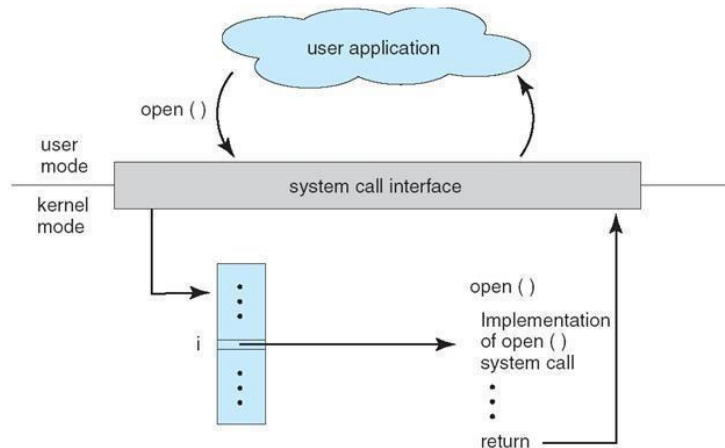 user application
open ( )
user
mode
system call interface
kernel
mode
open ( )
i
Implementation
of open ( )
system call
return